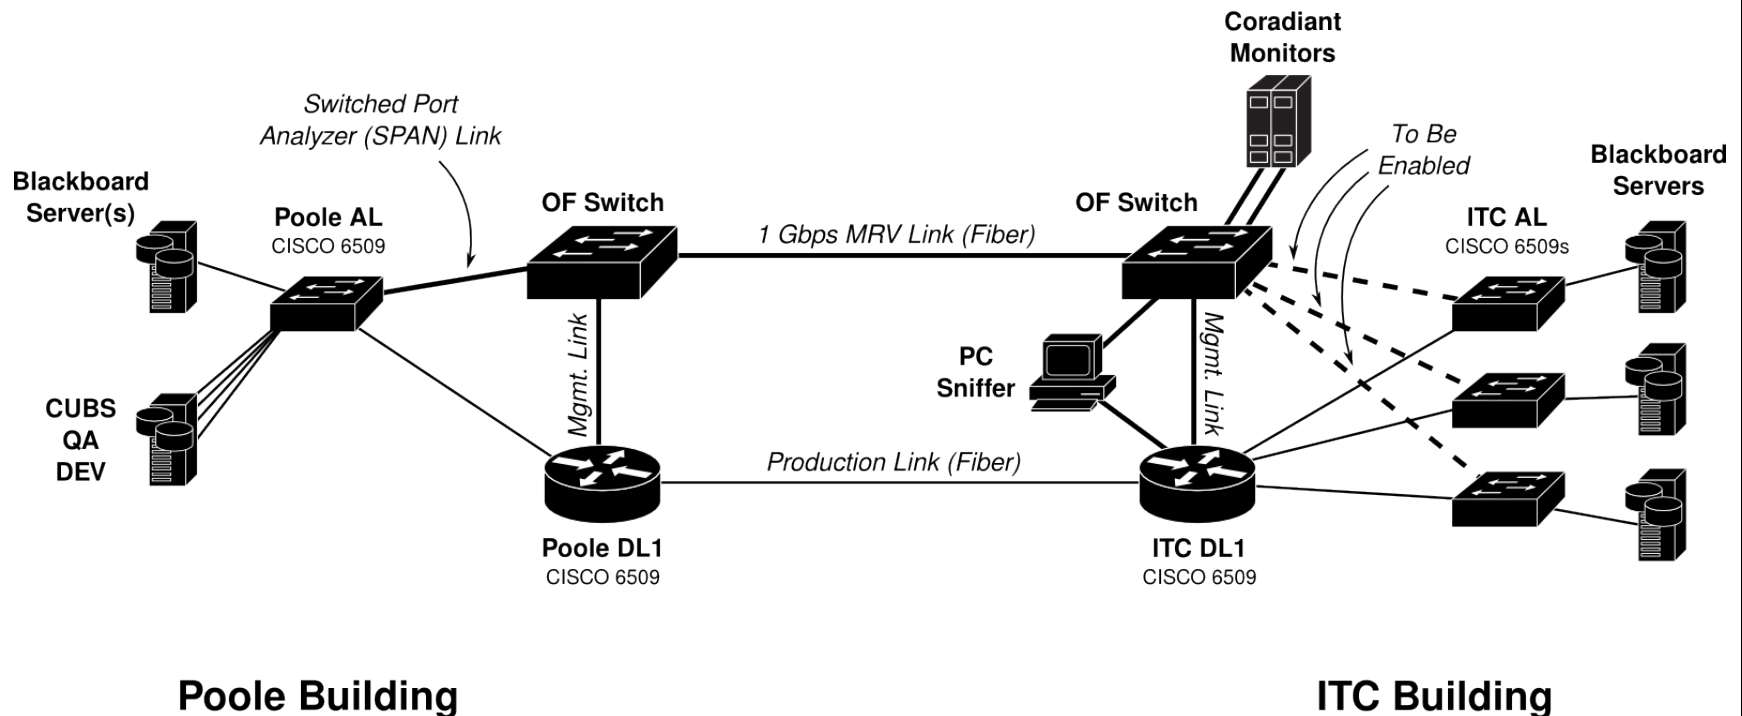 Coradiant
Monitors
Switched Port
Analyzer (SPAN) Link
To Be
Enabled
Blackboard
Servers
Blackboard
Server(s)
Poole AL
CISCO 6509
OF Switch
OF Switch
ITC AL
CISCO 6509s
1 Gbps MRV Link (Fiber)
Mgmt. Link
Mgmt. Link
PC
Sniffer
CUBS
QA
DEV
Production Link (Fiber)
Poole DL1
CISCO 6509
ITC DL1
CISCO 6509
Poole Building
ITC Building